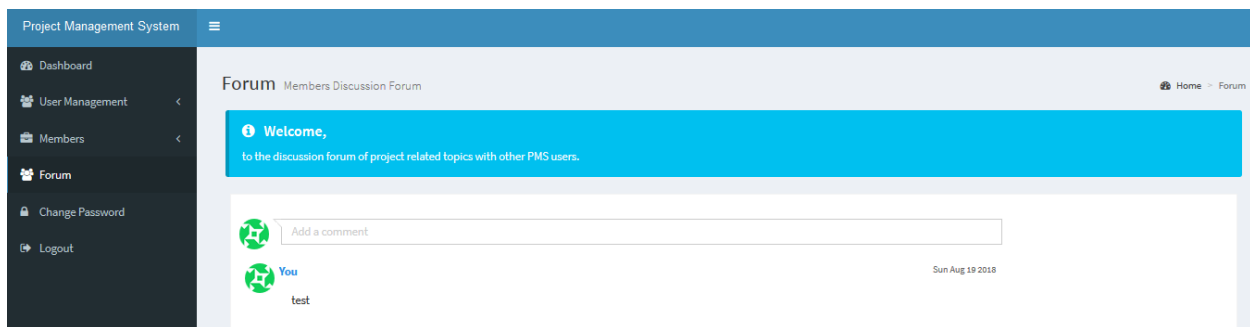 Project Management System
Dashboard
User Management
Members
Forum
Change Password
Logout
Forum Members Discussion Forum
Home > Forum
Welcome,
to the discussion forum of project related topics with other PMS users.
Add a comment
You
Sun Aug 19 2018
test